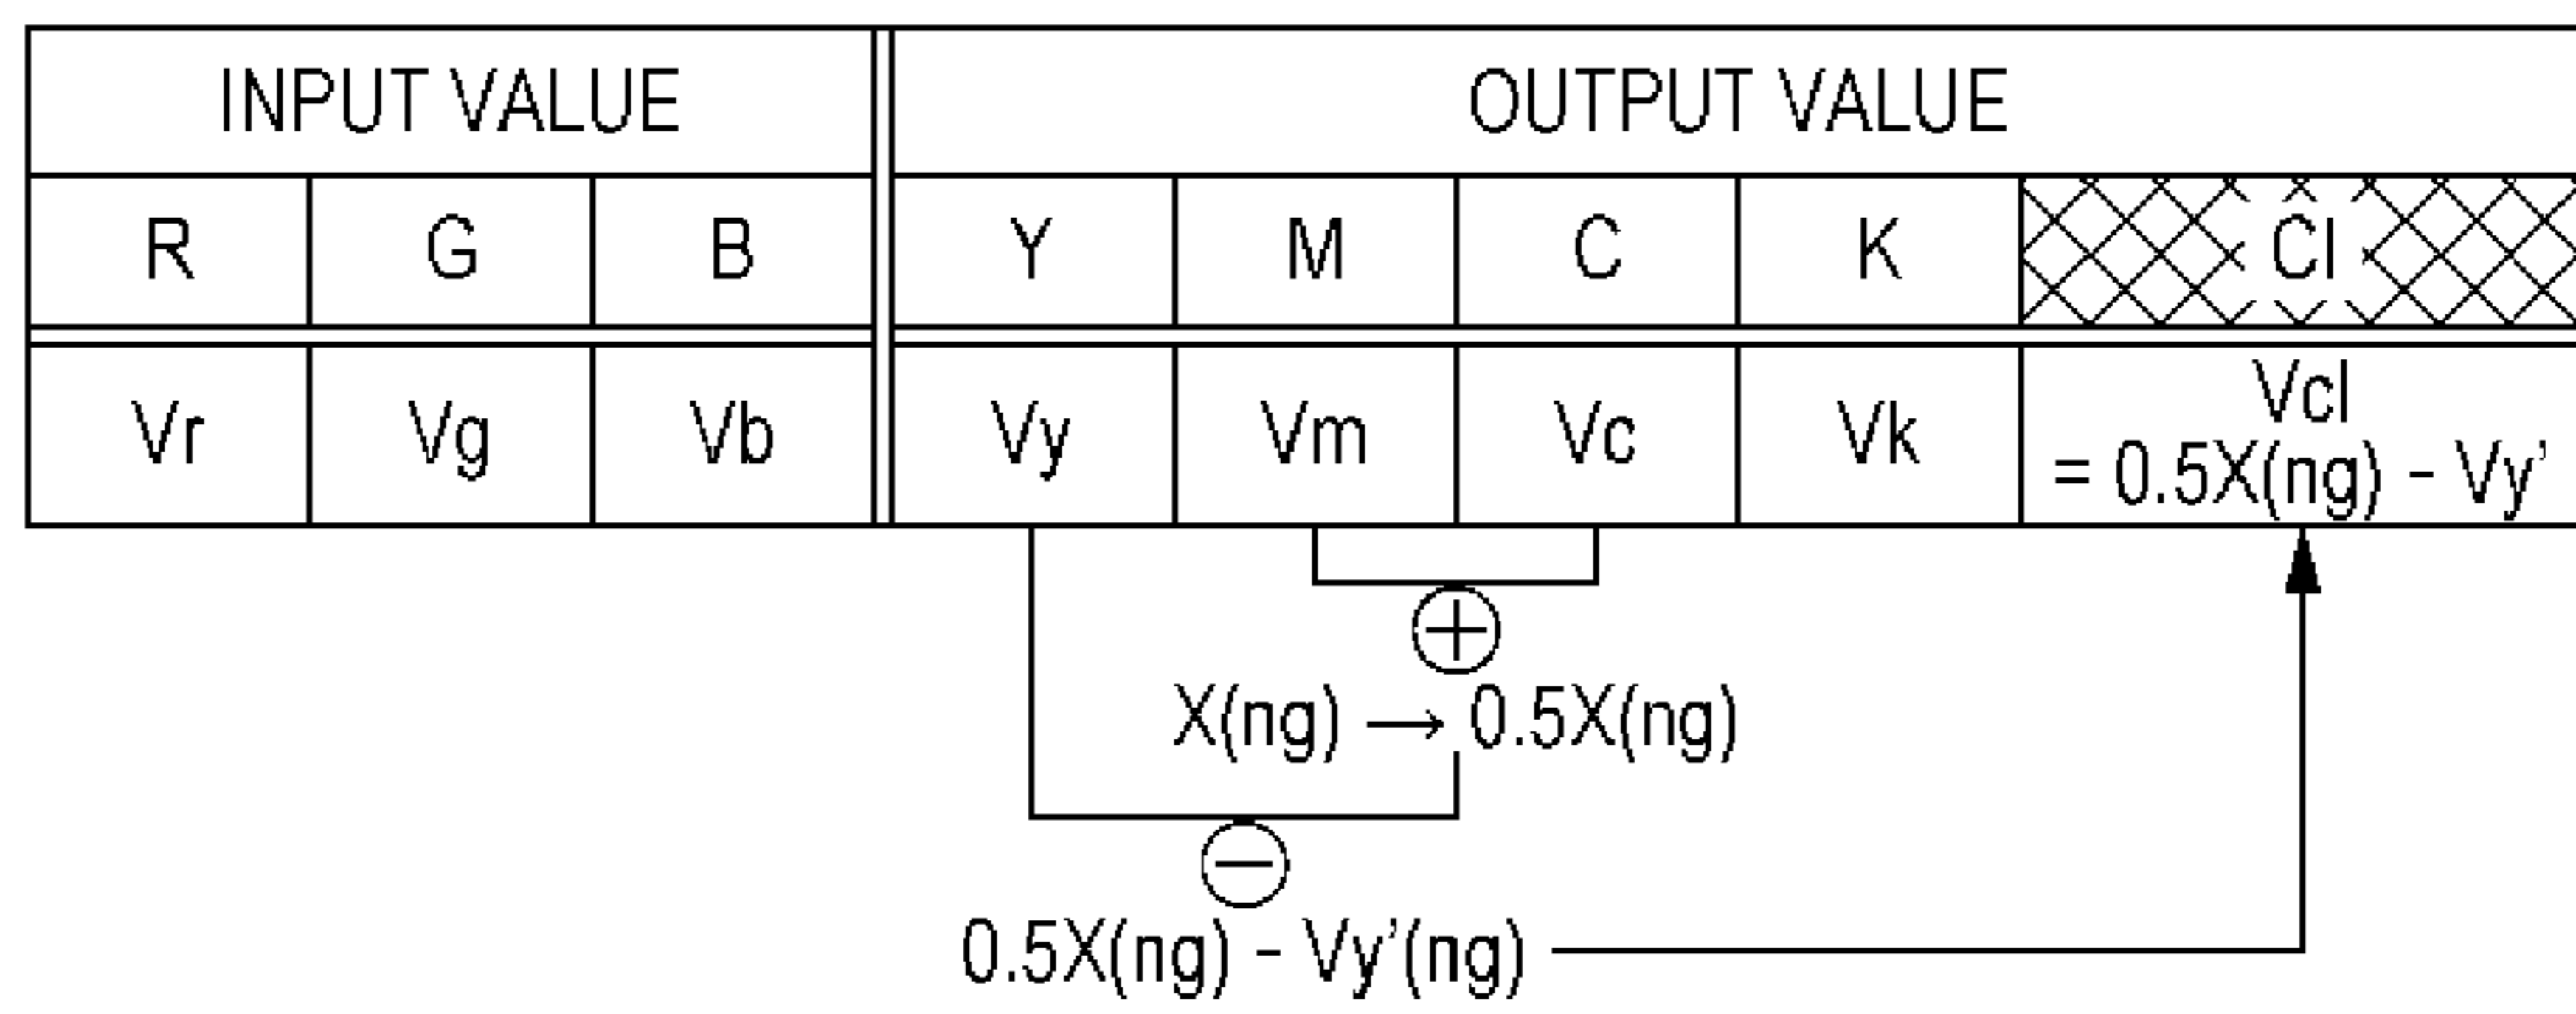 INPUT VALUE OUTPUT VALUE
R G B Y M C K Cl
Vr Vg Vb Vy Vm Vc Vk Vcl
= 0.5X(ng) - Vy'
+
X(ng) → 0.5X(ng)
−
0.5X(ng) - Vy'(ng)